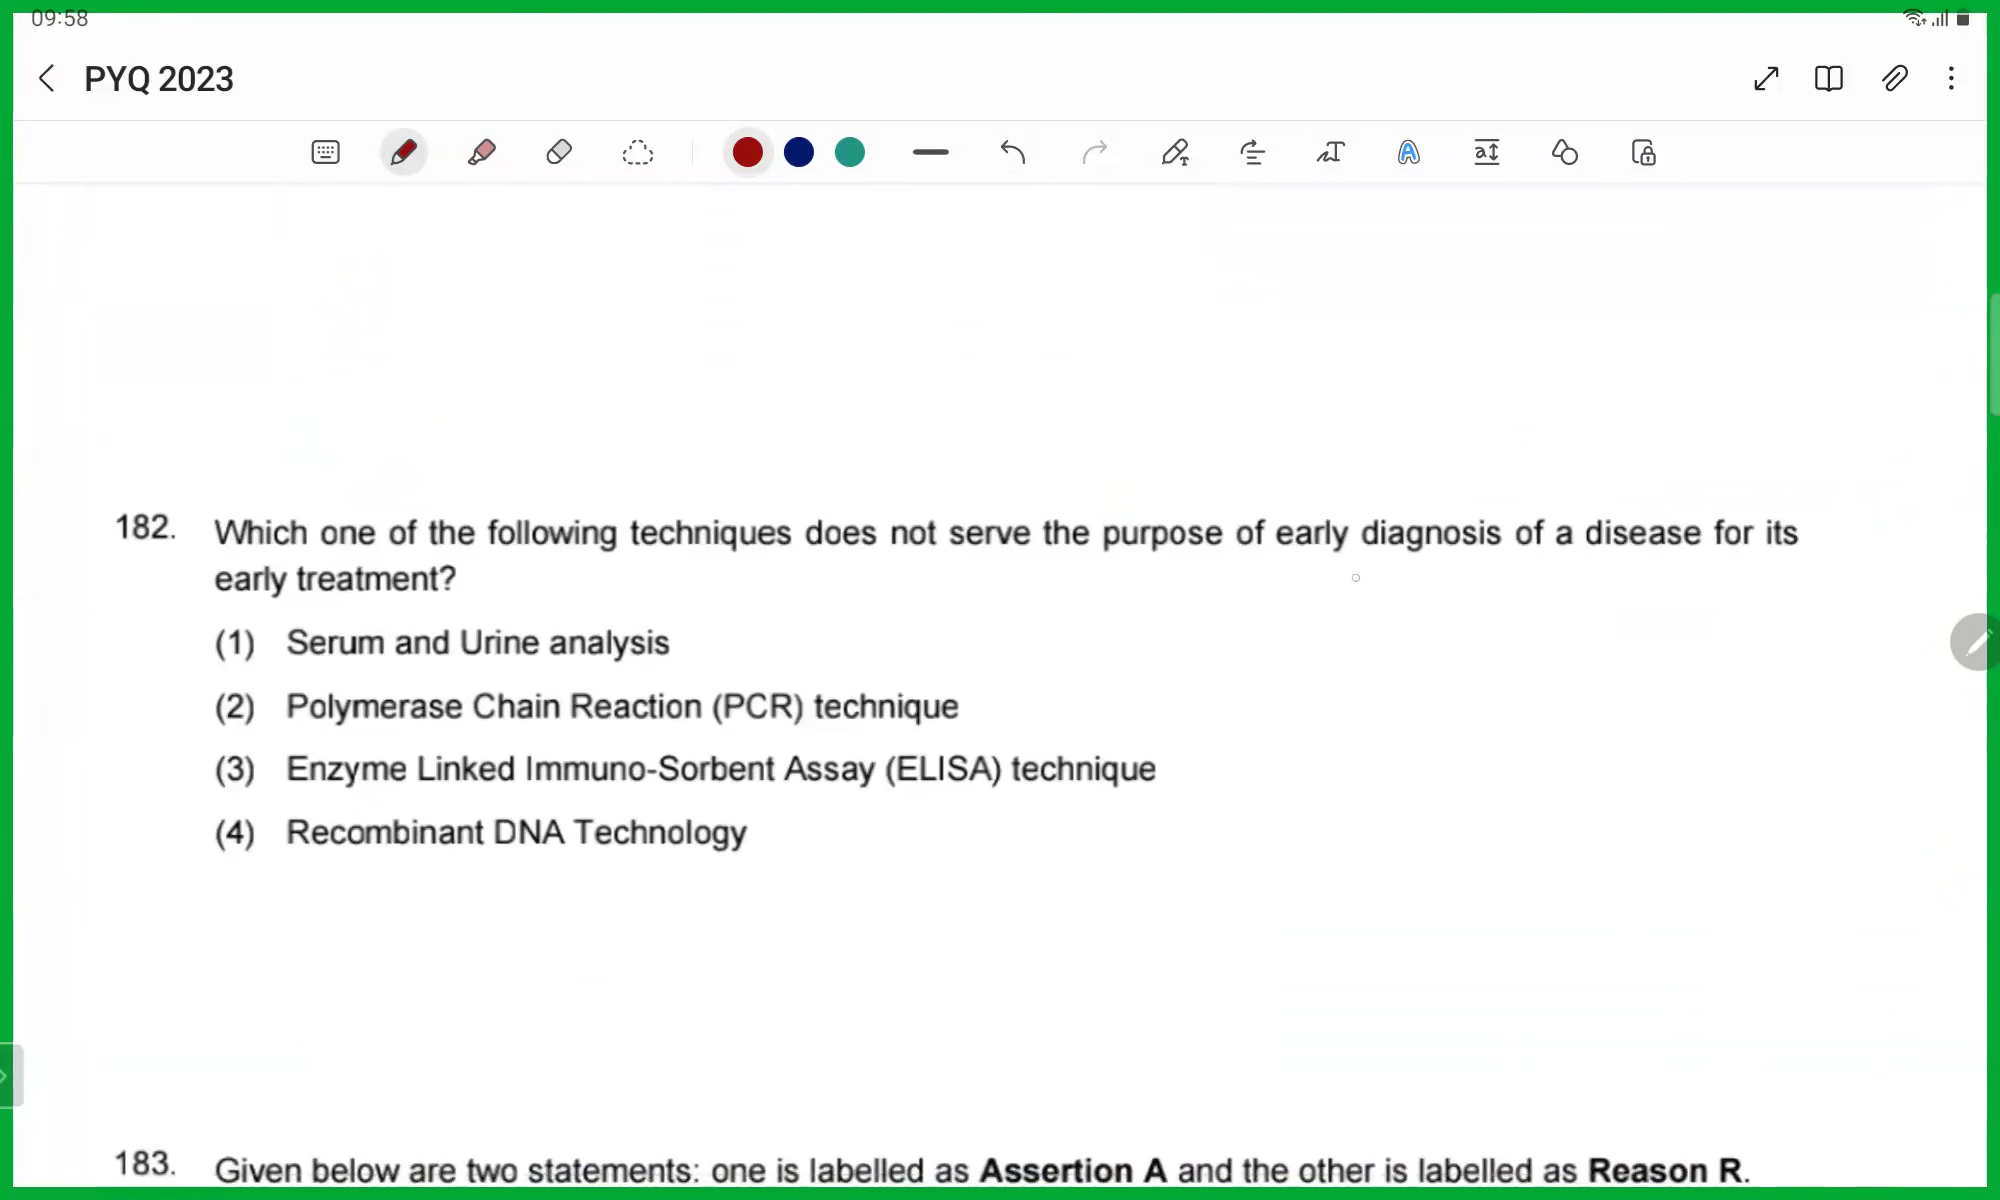 09:58
PYQ 2023
182. Which one of the following techniques does not serve the purpose of early diagnosis of a disease for its
early treatment?
(1) Serum and Urine analysis
(2) Polymerase Chain Reaction (PCR) technique
(3) Enzyme Linked Immuno-Sorbent Assay (ELISA) technique
(4) Recombinant DNA Technology
183. Given below are two statements: one is labelled as Assertion A and the other is labelled as Reason R.